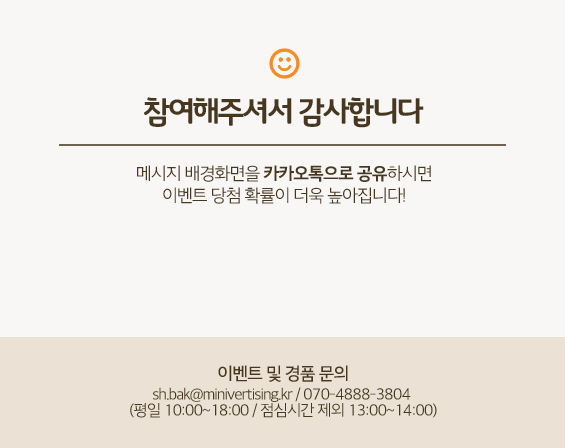 참여해주셔서 감사합니다
메시지 배경화면을 카카오톡으로 공유하시면
이벤트 당첨 확률이 더욱 높아집니다!
이벤트 및 경품 문의
sh.bak@minivertising.kr / 070-4888-3804
(평일 10:00~18:00 / 점심시간 제외 13:00~14:00)